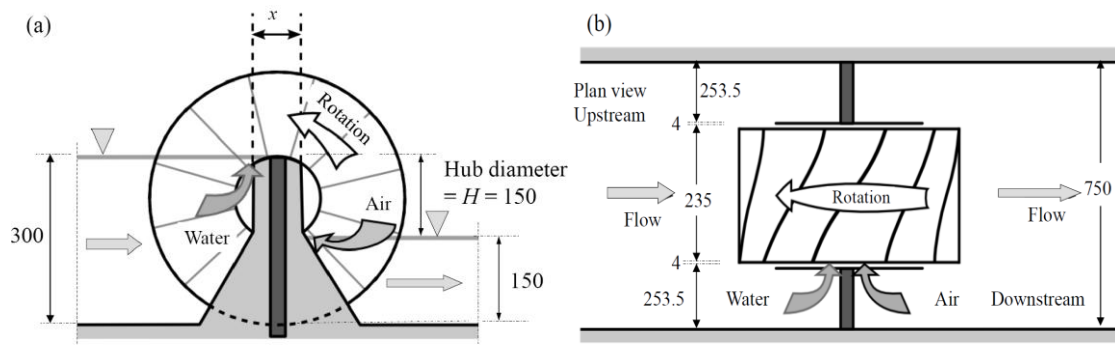 (a)
x
Rotation
Hub diameter
= H = 150
Air
Water
300
150
(b)
Plan view
Upstream
253.5
4
235
Rotation
Flow
Flow
750
4
253.5
Water
Air
Downstream